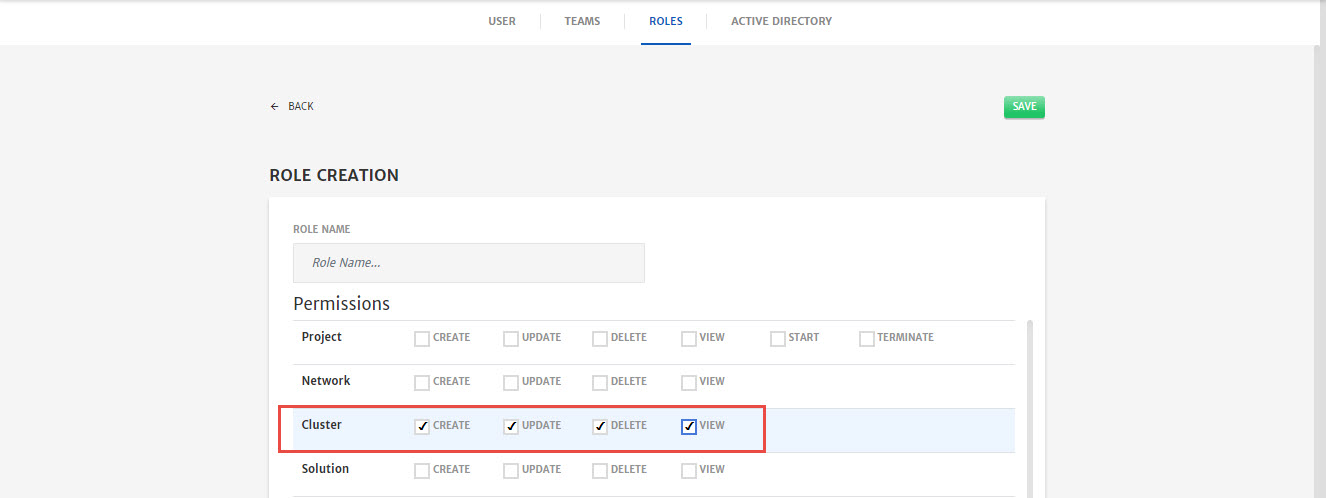 USER TEAMS ROLES ACTIVE DIRECTORY
← BACK SAVE
ROLE CREATION
ROLE NAME
Role Name...
Permissions
Project CREATE UPDATE DELETE VIEW START TERMINATE
Network CREATE UPDATE DELETE VIEW
Cluster CREATE UPDATE DELETE VIEW
Solution CREATE UPDATE DELETE VIEW